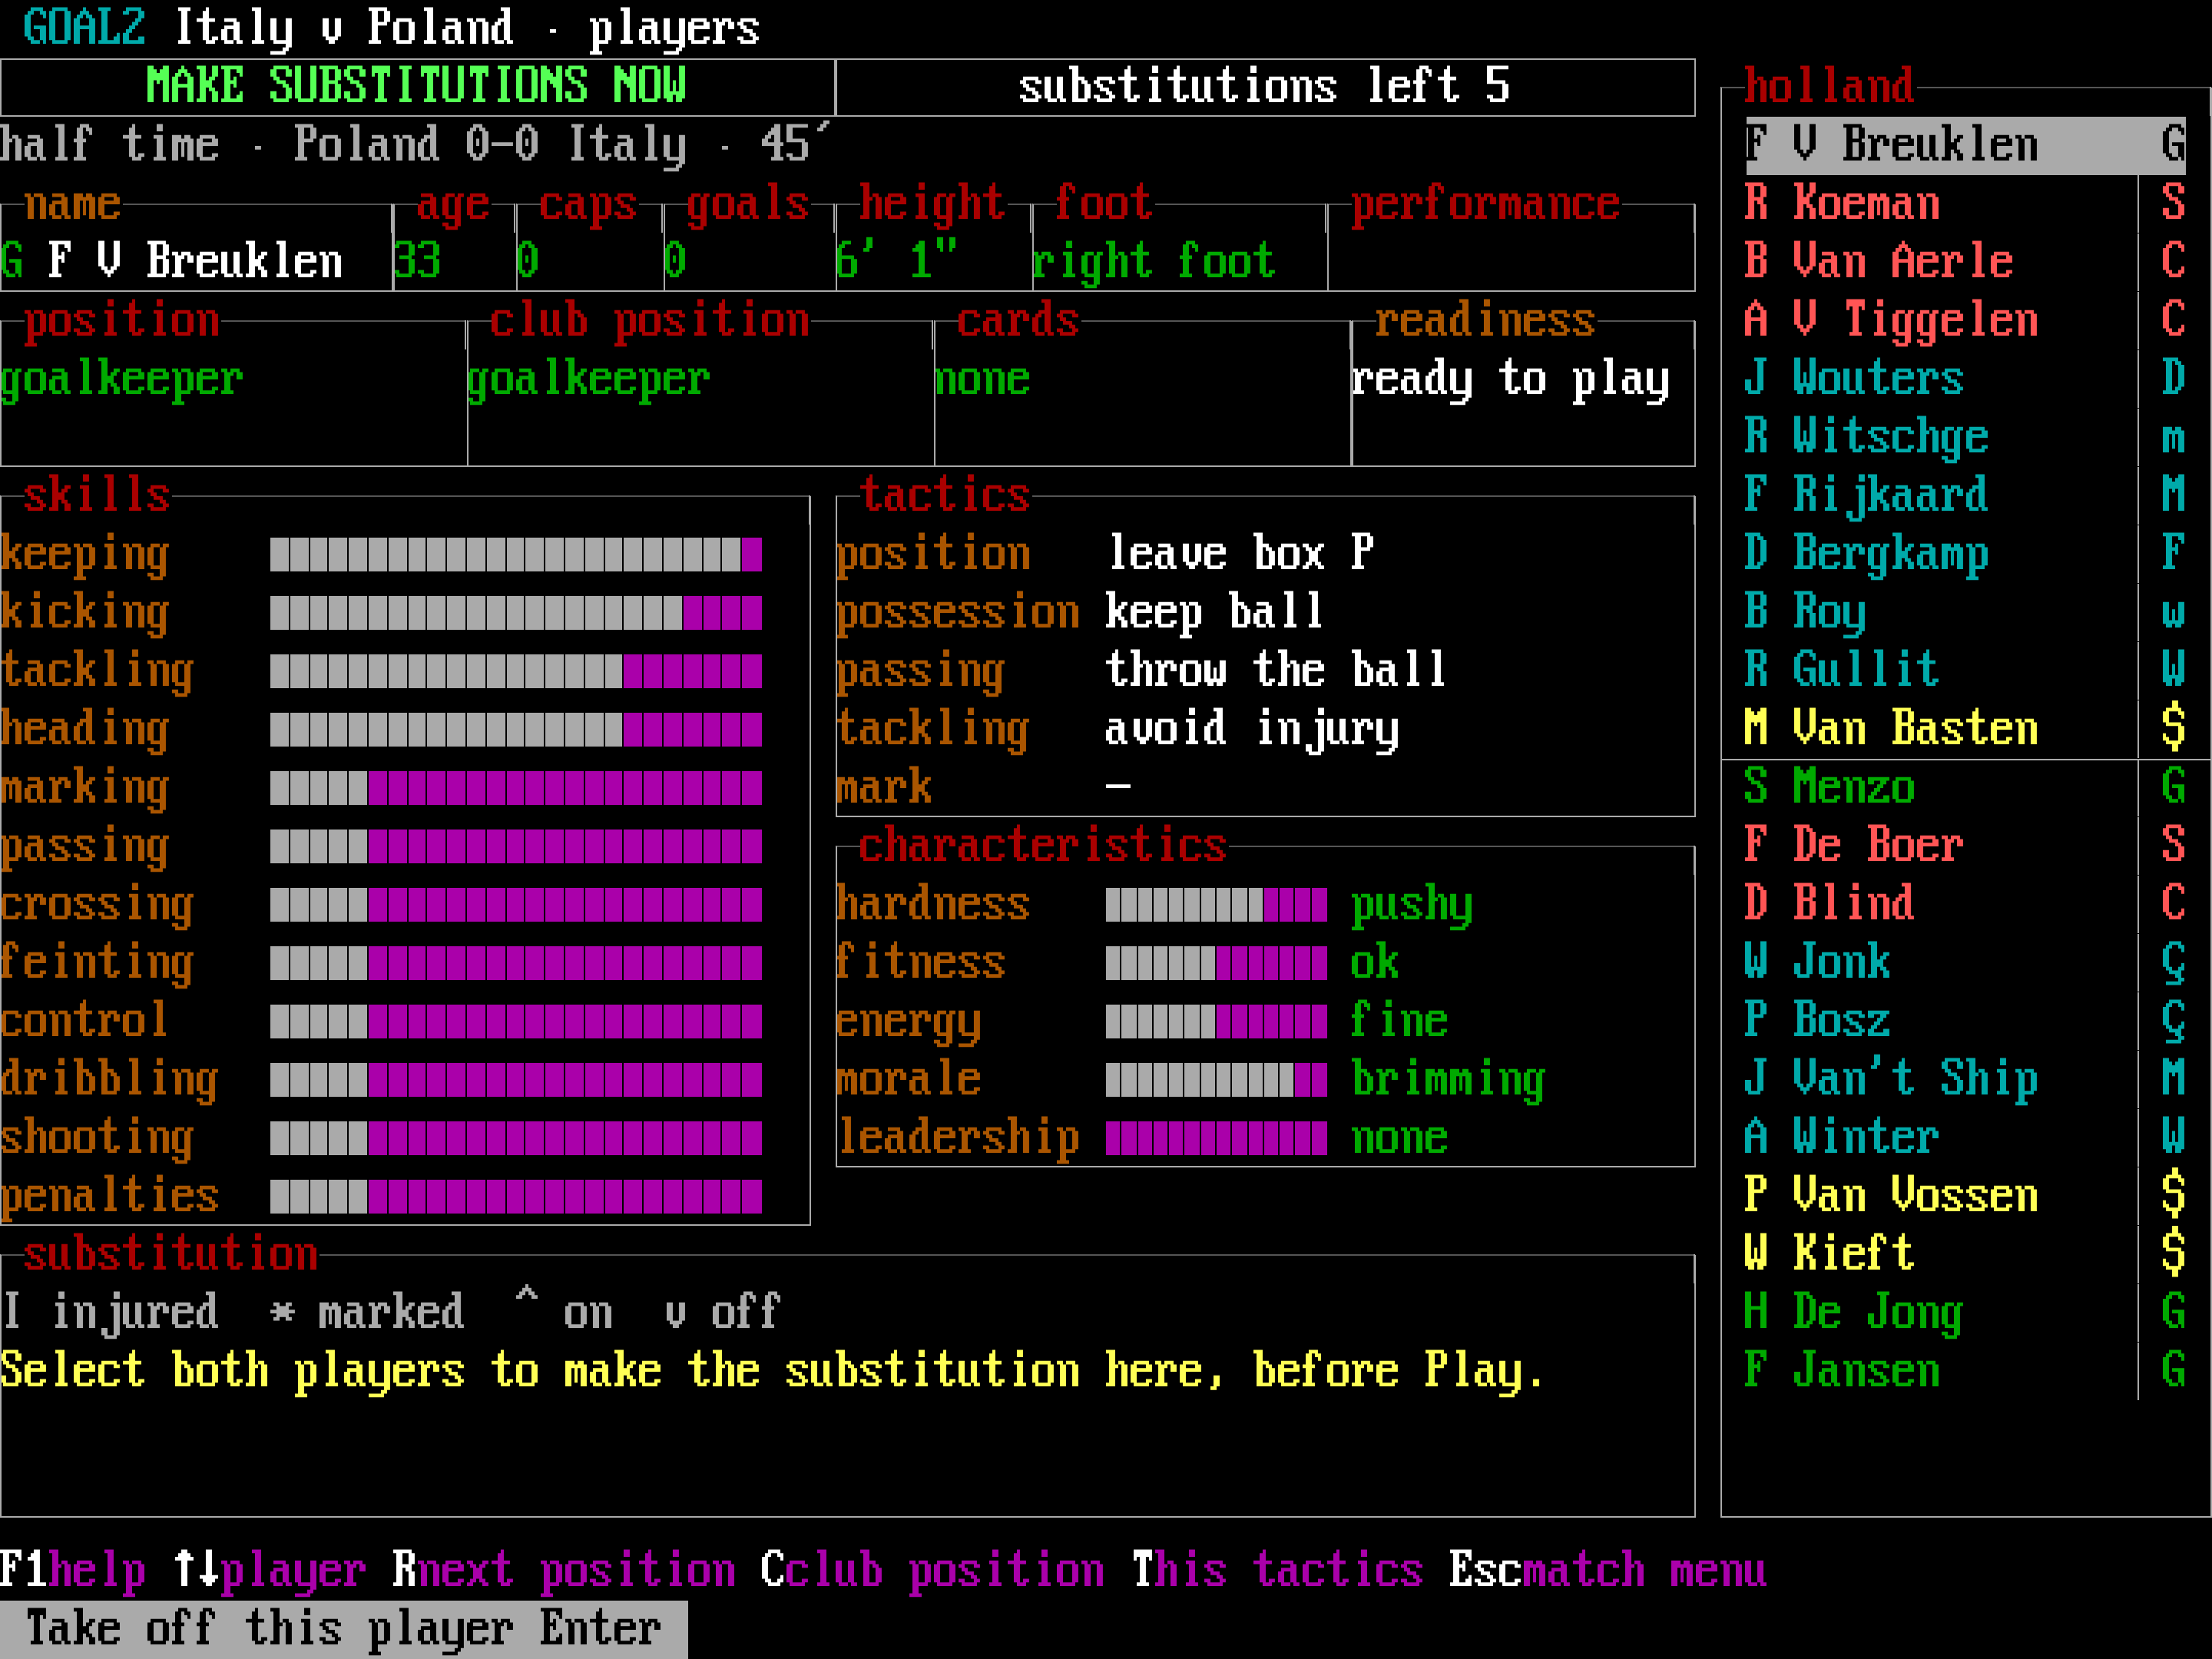 GOAL2 Italy v Poland · players
MAKE SUBSTITUTIONS NOW substitutions left 5
half time · Poland 0-0 Italy · 45′
name age caps goals height foot performance
G F V Breuklen 33 0 0 6' 1" right foot
position club position cards readiness
goalkeeper goalkeeper none ready to play
skills
keeping
kicking
tackling
heading
marking
passing
crossing
feinting
control
dribbling
shooting
penalties
tactics
position leave box P
possession keep ball
passing throw the ball
tackling avoid injury
mark –
characteristics
hardness pushy
fitness ok
energy fine
morale brimming
leadership none
substitution
I injured * marked ^ on v off
Select both players to make the substitution here, before Play.
holland
F V Breuklen G
R Koeman S
B Van Aerle C
A V Tiggelen C
J Wouters D
R Witschge m
F Rijkaard M
D Bergkamp F
B Roy w
R Gullit W
M Van Basten $
S Menzo G
F De Boer S
D Blind C
W Jonk Ç
P Bosz Ç
J Van't Ship M
A Winter W
P Van Vossen $
W Kieft $
H De Jong G
F Jansen G
F1help ↑↓player Rnext position Cclub position This tactics Escmatch menu
Take off this player Enter